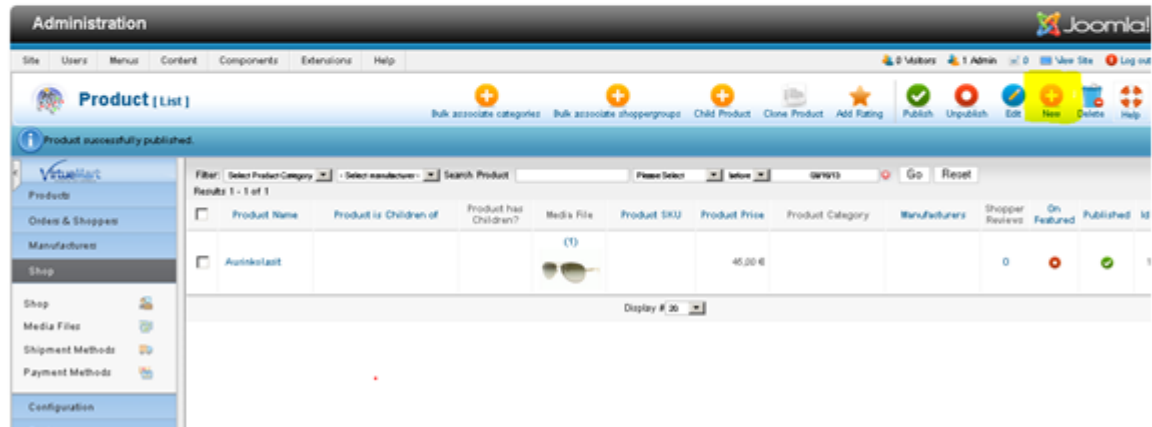 Administration
Joomla!
Site Users Menus Content Components Extensions Help
0 Visitors 1 Admin 0 View Site Log out
Product [ List ]
Bulk associate categories Bulk associate shoppergroups Child Product Clone Product Add Rating Publish Unpublish Edit New Delete Help
Product successfully published.
VirtueMart
Products
Orders & Shoppers
Manufacturers
Shop
Shop
Media Files
Shipment Methods
Payment Methods
Configuration
Filter: Select Product Category - Select manufacturer - Search Product Please Select before Go Reset
Results 1 - 1 of 1
Product Name Product is Children of Product has Children? Media File Product SKU Product Price Product Category Manufacturers Shopper Reviews On Featured Published Id
(1)
Aurinkolasit 45,00 € 0 1
Display # 20